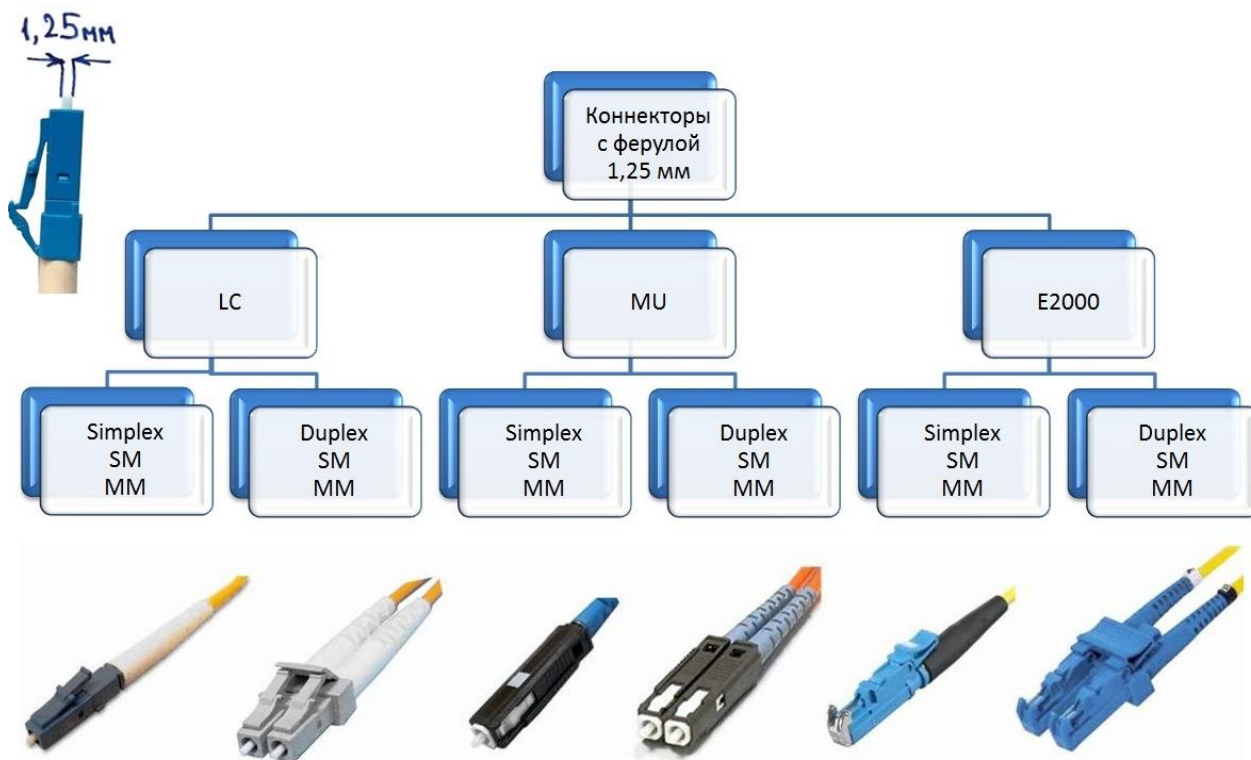 1,25мм
Коннекторы
с ферулой
1,25 мм
LC
MU
E2000
Simplex
SM
MM
Duplex
SM
MM
Simplex
SM
MM
Duplex
SM
MM
Simplex
SM
MM
Duplex
SM
MM